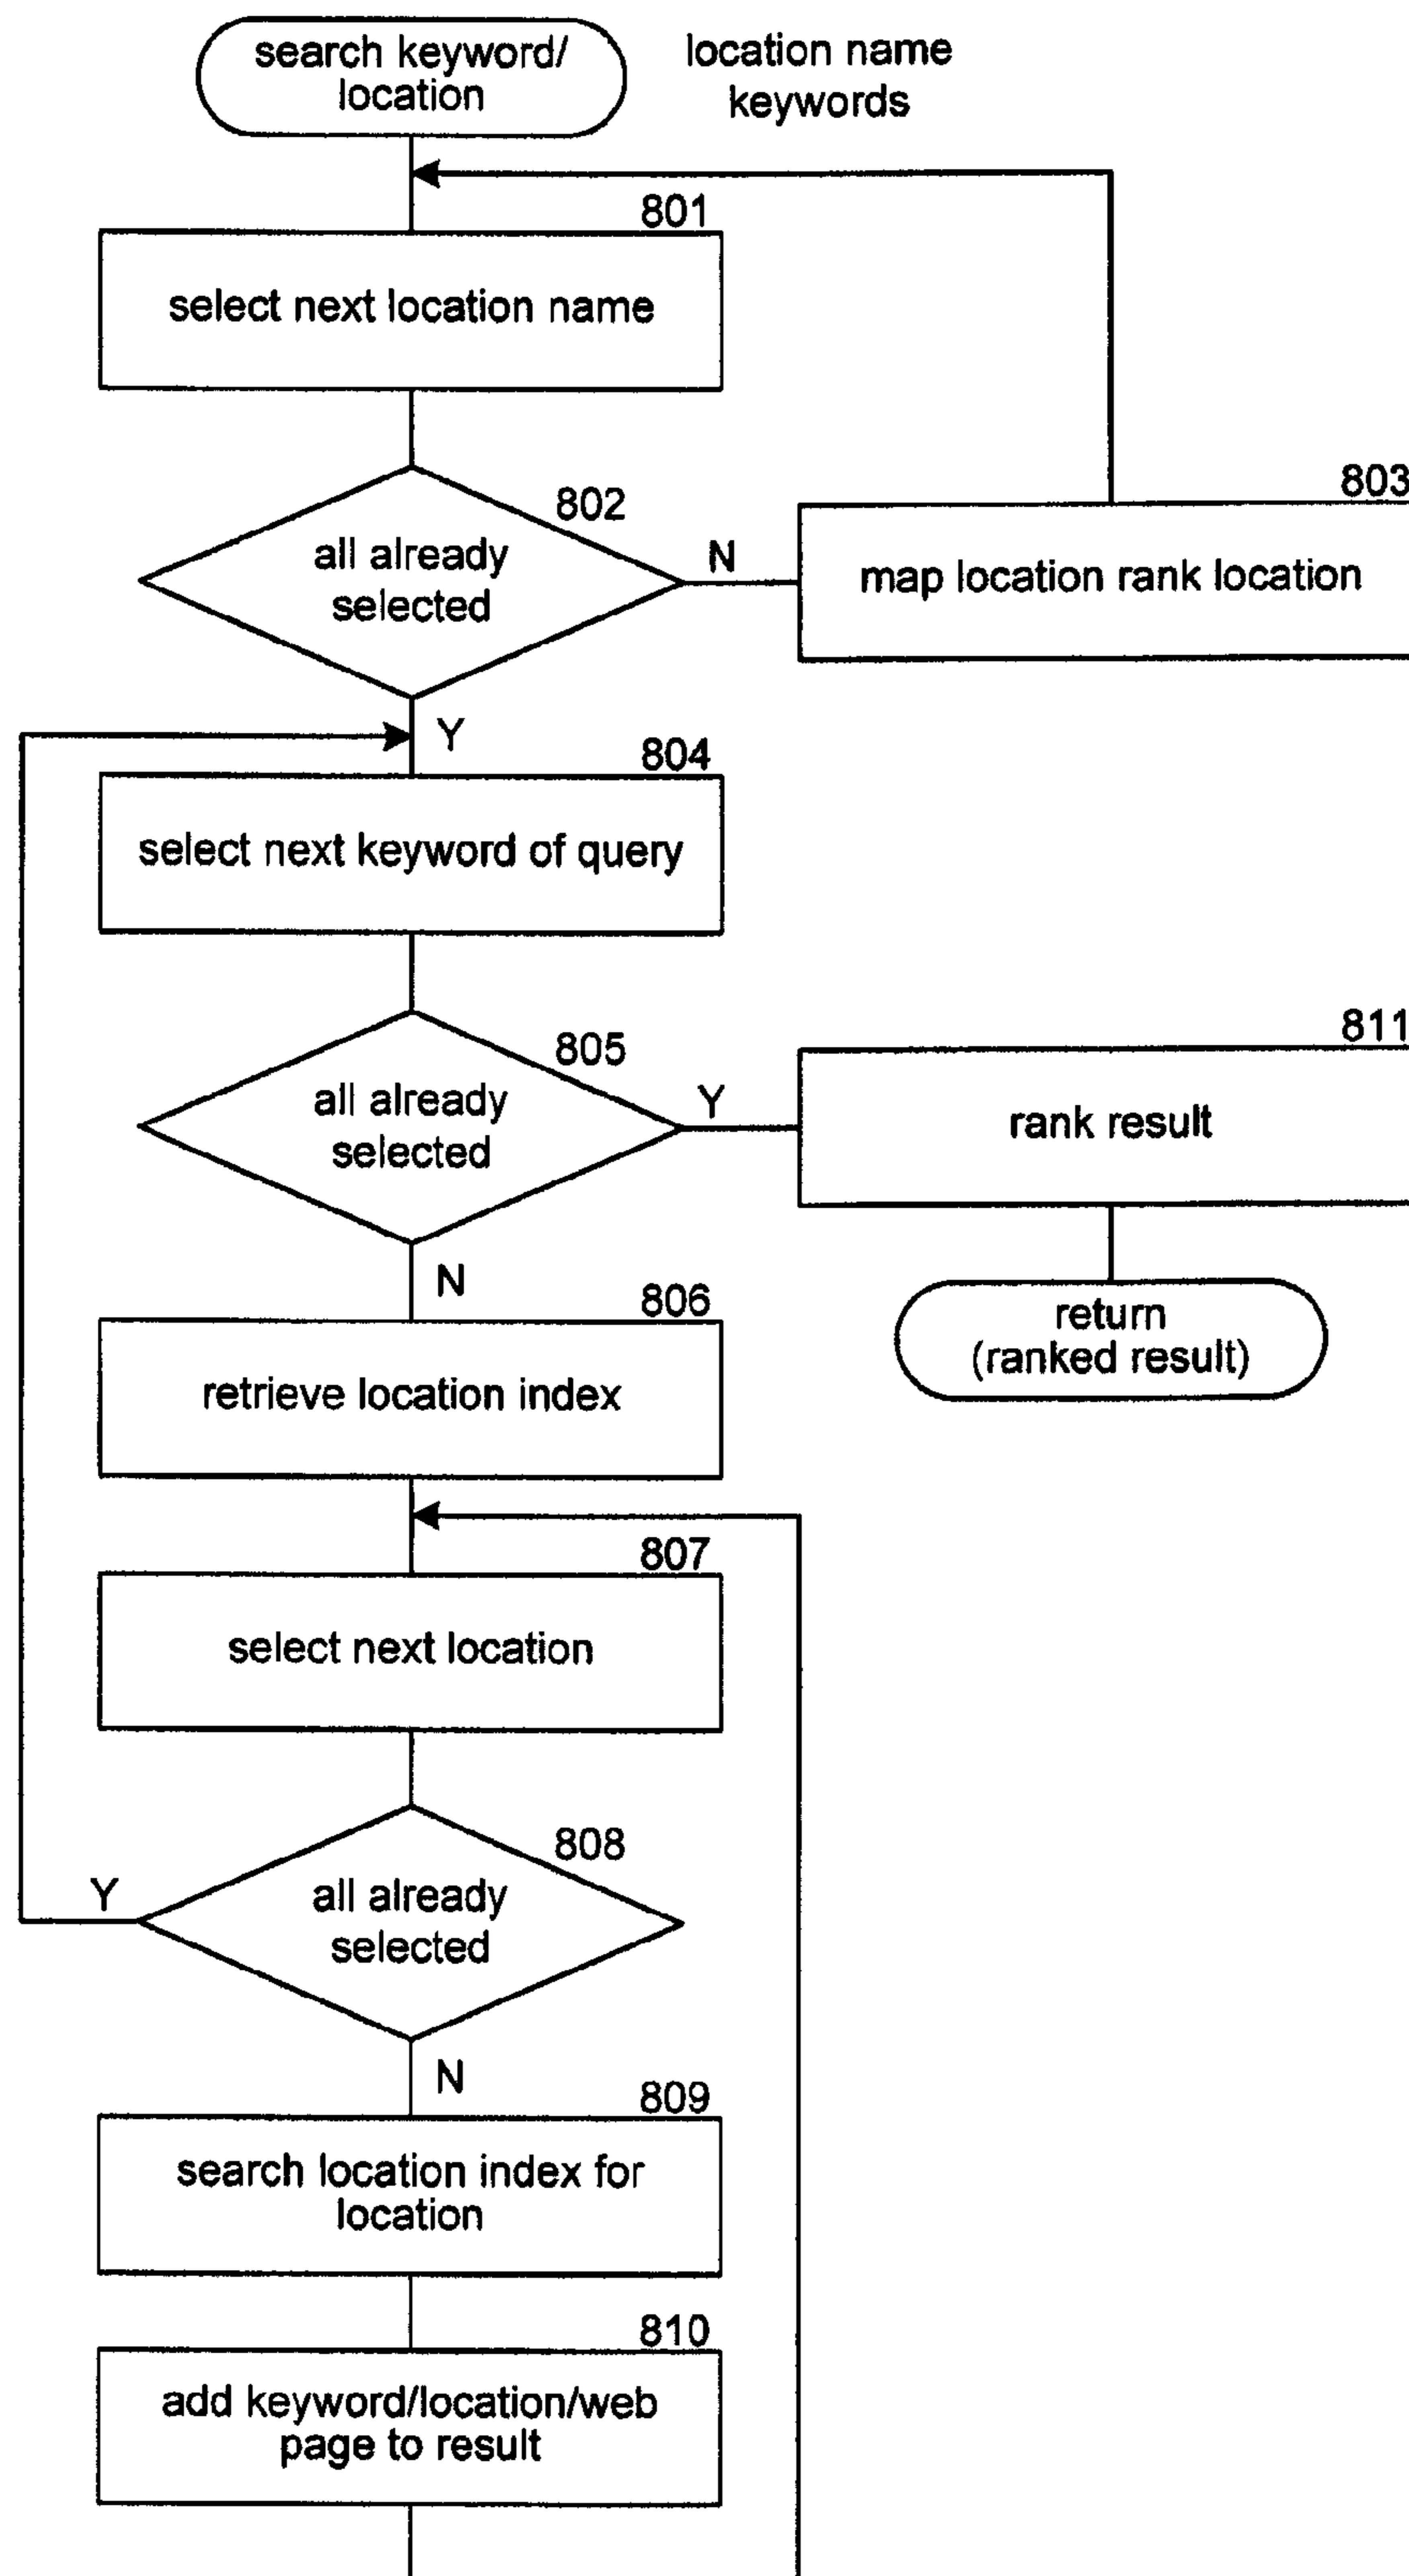 search keyword/
location
location name
keywords
801
select next location name
802
all already
selected
N
803
map location rank location
Y
804
select next keyword of query
805
all already
selected
Y
811
rank result
N
return
(ranked result)
806
retrieve location index
807
select next location
808
all already
selected
Y
N
809
search location index for
location
810
add keyword/location/web
page to result